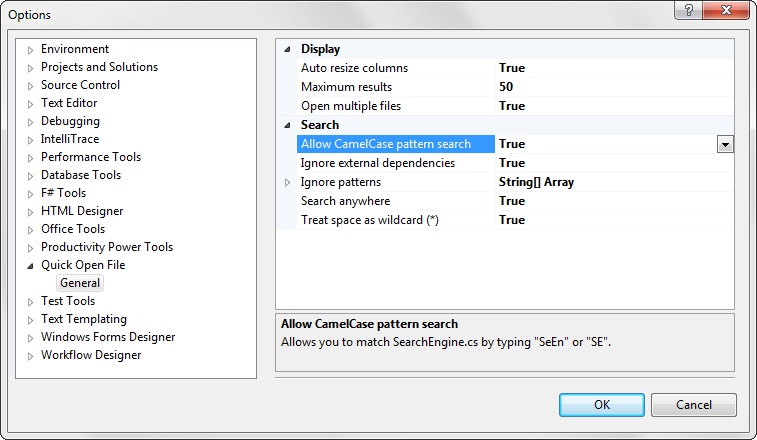 Options
Environment
Projects and Solutions
Source Control
Text Editor
Debugging
IntelliTrace
Performance Tools
Database Tools
F# Tools
HTML Designer
Office Tools
Productivity Power Tools
Quick Open File
General
Test Tools
Text Templating
Windows Forms Designer
Workflow Designer
Display
Auto resize columns True
Maximum results 50
Open multiple files True
Search
Allow CamelCase pattern search True
Ignore external dependencies True
Ignore patterns String[] Array
Search anywhere True
Treat space as wildcard (*) True
Allow CamelCase pattern search
Allows you to match SearchEngine.cs by typing "SeEn" or "SE".
OK Cancel